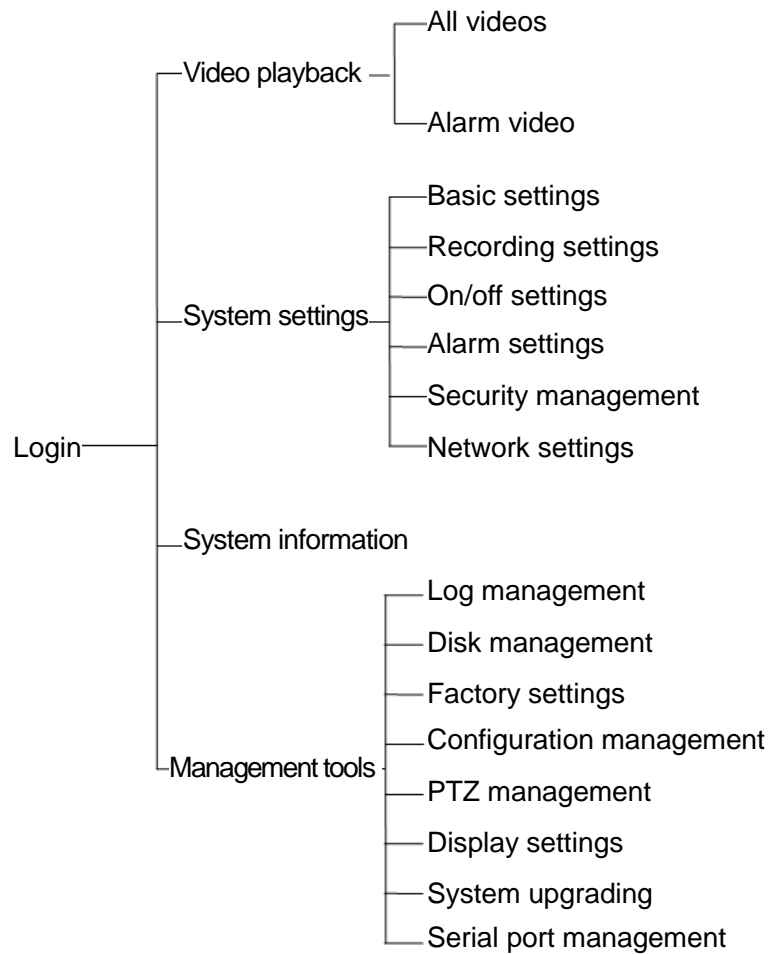 Login
Video playback
All videos
Alarm video
System settings
Basic settings
Recording settings
On/off settings
Alarm settings
Security management
Network settings
System information
Management tools
Log management
Disk management
Factory settings
Configuration management
PTZ management
Display settings
System upgrading
Serial port management